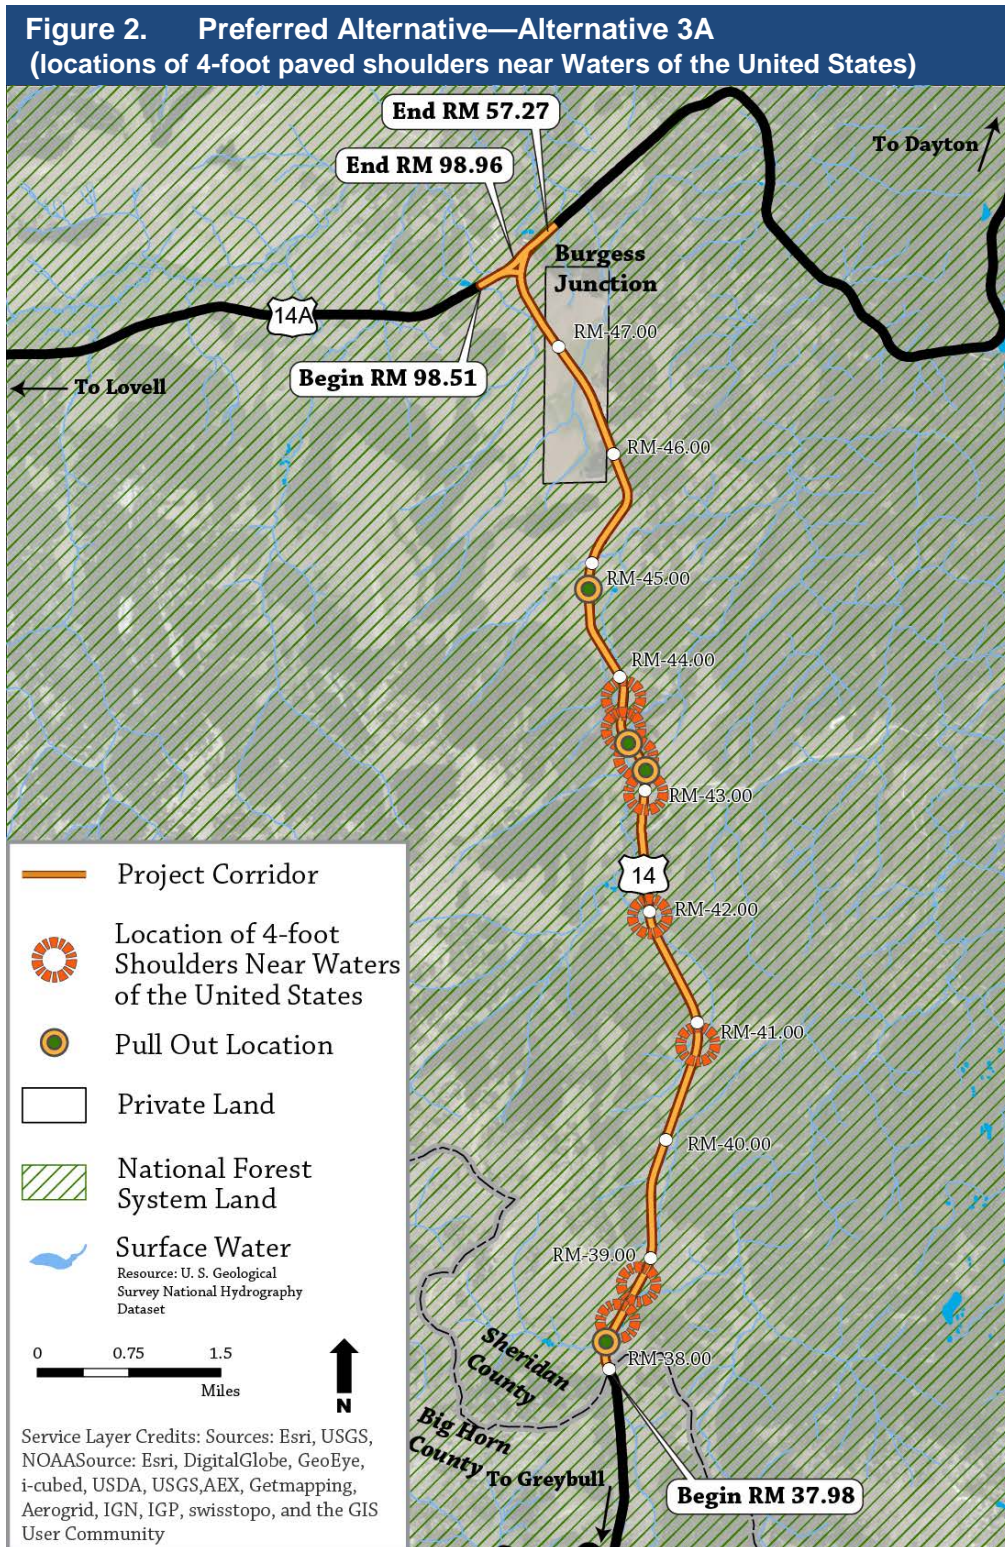 Figure 2. Preferred Alternative—Alternative 3A
(locations of 4-foot paved shoulders near Waters of the United States)
End RM 57.27
To Dayton
End RM 98.96
Burgess
Junction
14A
RM-47.00
Begin RM 98.51
To Lovell
RM-46.00
RM-45.00
RM-44.00
RM-43.00
14
RM-42.00
RM-41.00
RM-40.00
RM-39.00
RM-38.00
Sheridan
County
Big Horn
County
To Greybull
Begin RM 37.98
Project Corridor
Location of 4-foot
Shoulders Near Waters
of the United States
Pull Out Location
Private Land
National Forest
System Land
Surface Water
Resource: U. S. Geological
Survey National Hydrography
Dataset
0 0.75 1.5
Miles
N
Service Layer Credits: Sources: Esri, USGS,
NOAASource: Esri, DigitalGlobe, GeoEye,
i-cubed, USDA, USGS,AEX, Getmapping,
Aerogrid, IGN, IGP, swisstopo, and the GIS
User Community